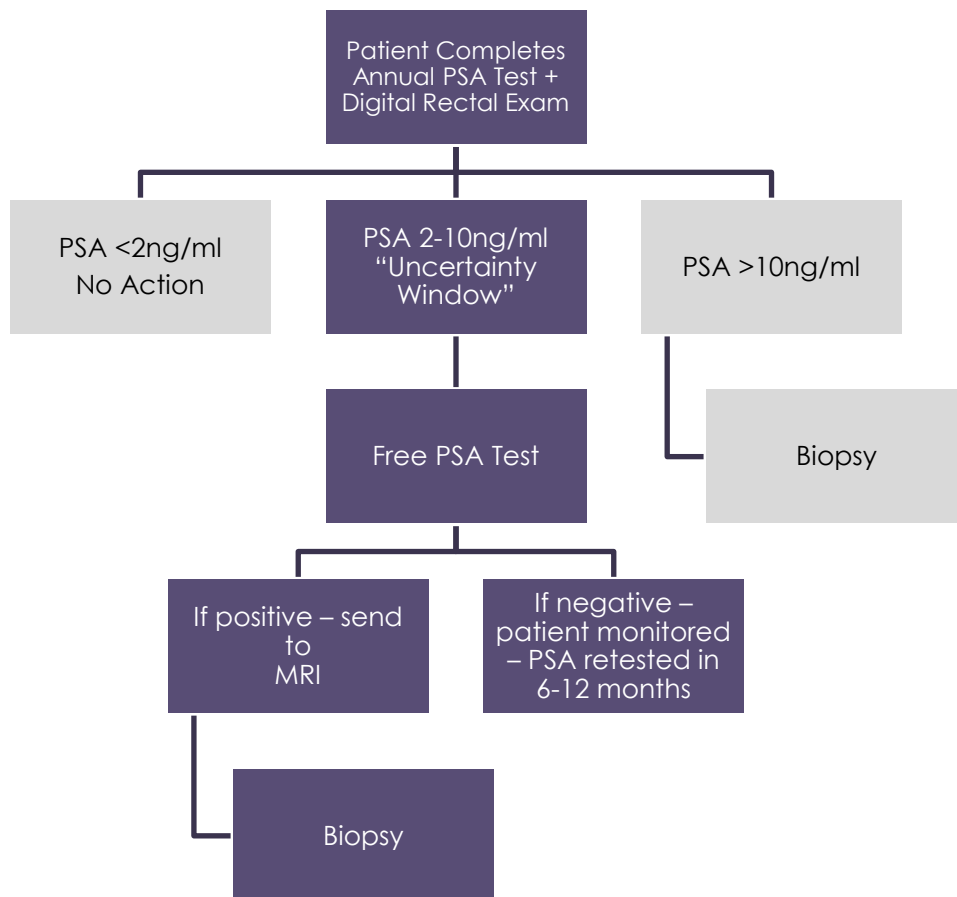 Patient Completes
Annual PSA Test +
Digital Rectal Exam
PSA <2ng/ml
No Action
PSA 2-10ng/ml
“Uncertainty
Window”
PSA >10ng/ml
Free PSA Test
Biopsy
If positive – send
to
MRI
If negative –
patient monitored
– PSA retested in
6-12 months
Biopsy